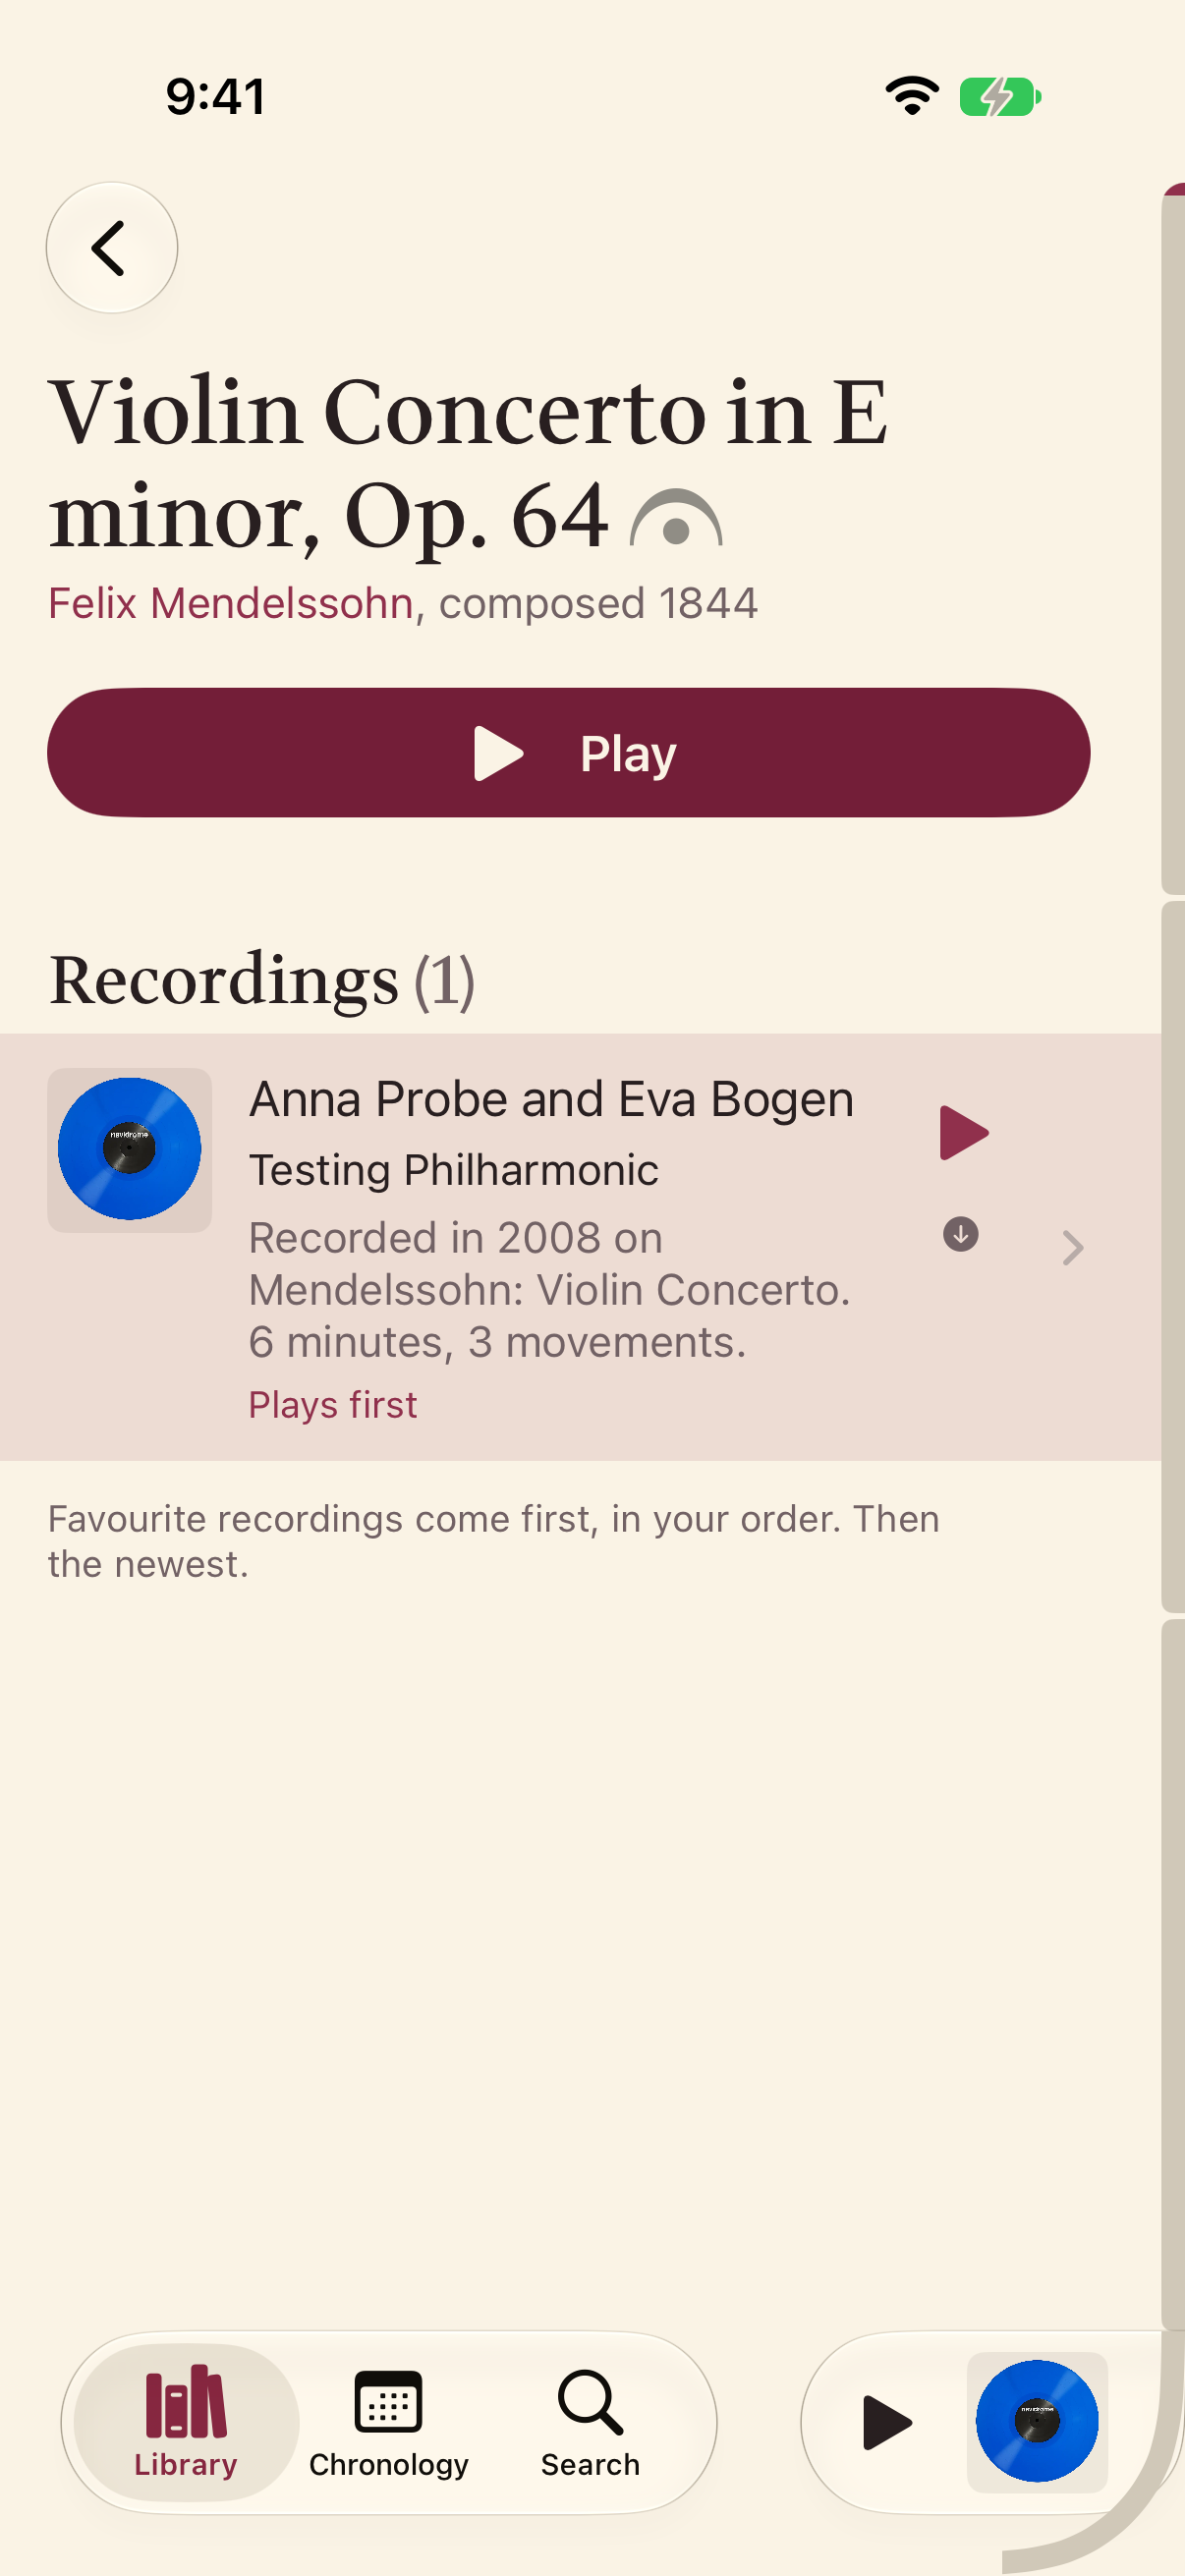 9:41
Violin Concerto in E
minor, Op. 64
Felix Mendelssohn, composed 1844
Play
Recordings (1)
navidrome
Anna Probe and Eva Bogen
Testing Philharmonic
Recorded in 2008 on
Mendelssohn: Violin Concerto.
6 minutes, 3 movements.
Plays first
Favourite recordings come first, in your order. Then
the newest.
Library
Chronology
Search
navidrome